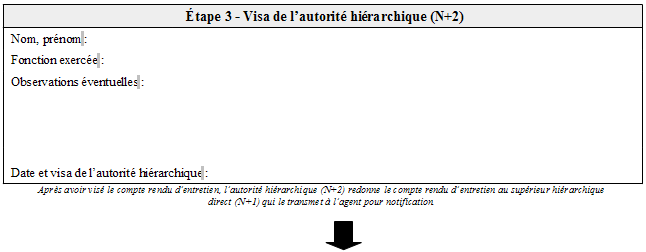 Étape 3 - Visa de l'autorité hiérarchique (N+2)
Nom, prénom :
Fonction exercée :
Observations éventuelles :
Date et visa de l'autorité hiérarchique :
Après avoir visé le compte rendu d'entretien, l'autorité hiérarchique (N+2) redonne le compte rendu d'entretien au supérieur hiérarchique
direct (N+1) qui le transmet à l'agent pour notification